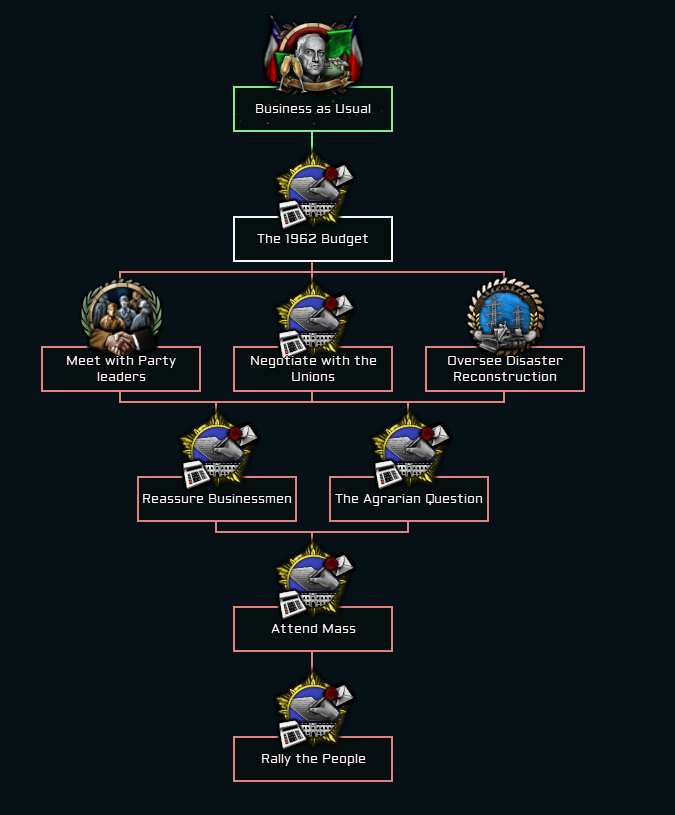 Business as Usual
The 1962 Budget
Meet with Party
leaders
Negotiate with the
Unions
Oversee Disaster
Reconstruction
Reassure Businessmen
The Agrarian Question
Attend Mass
Rally the People